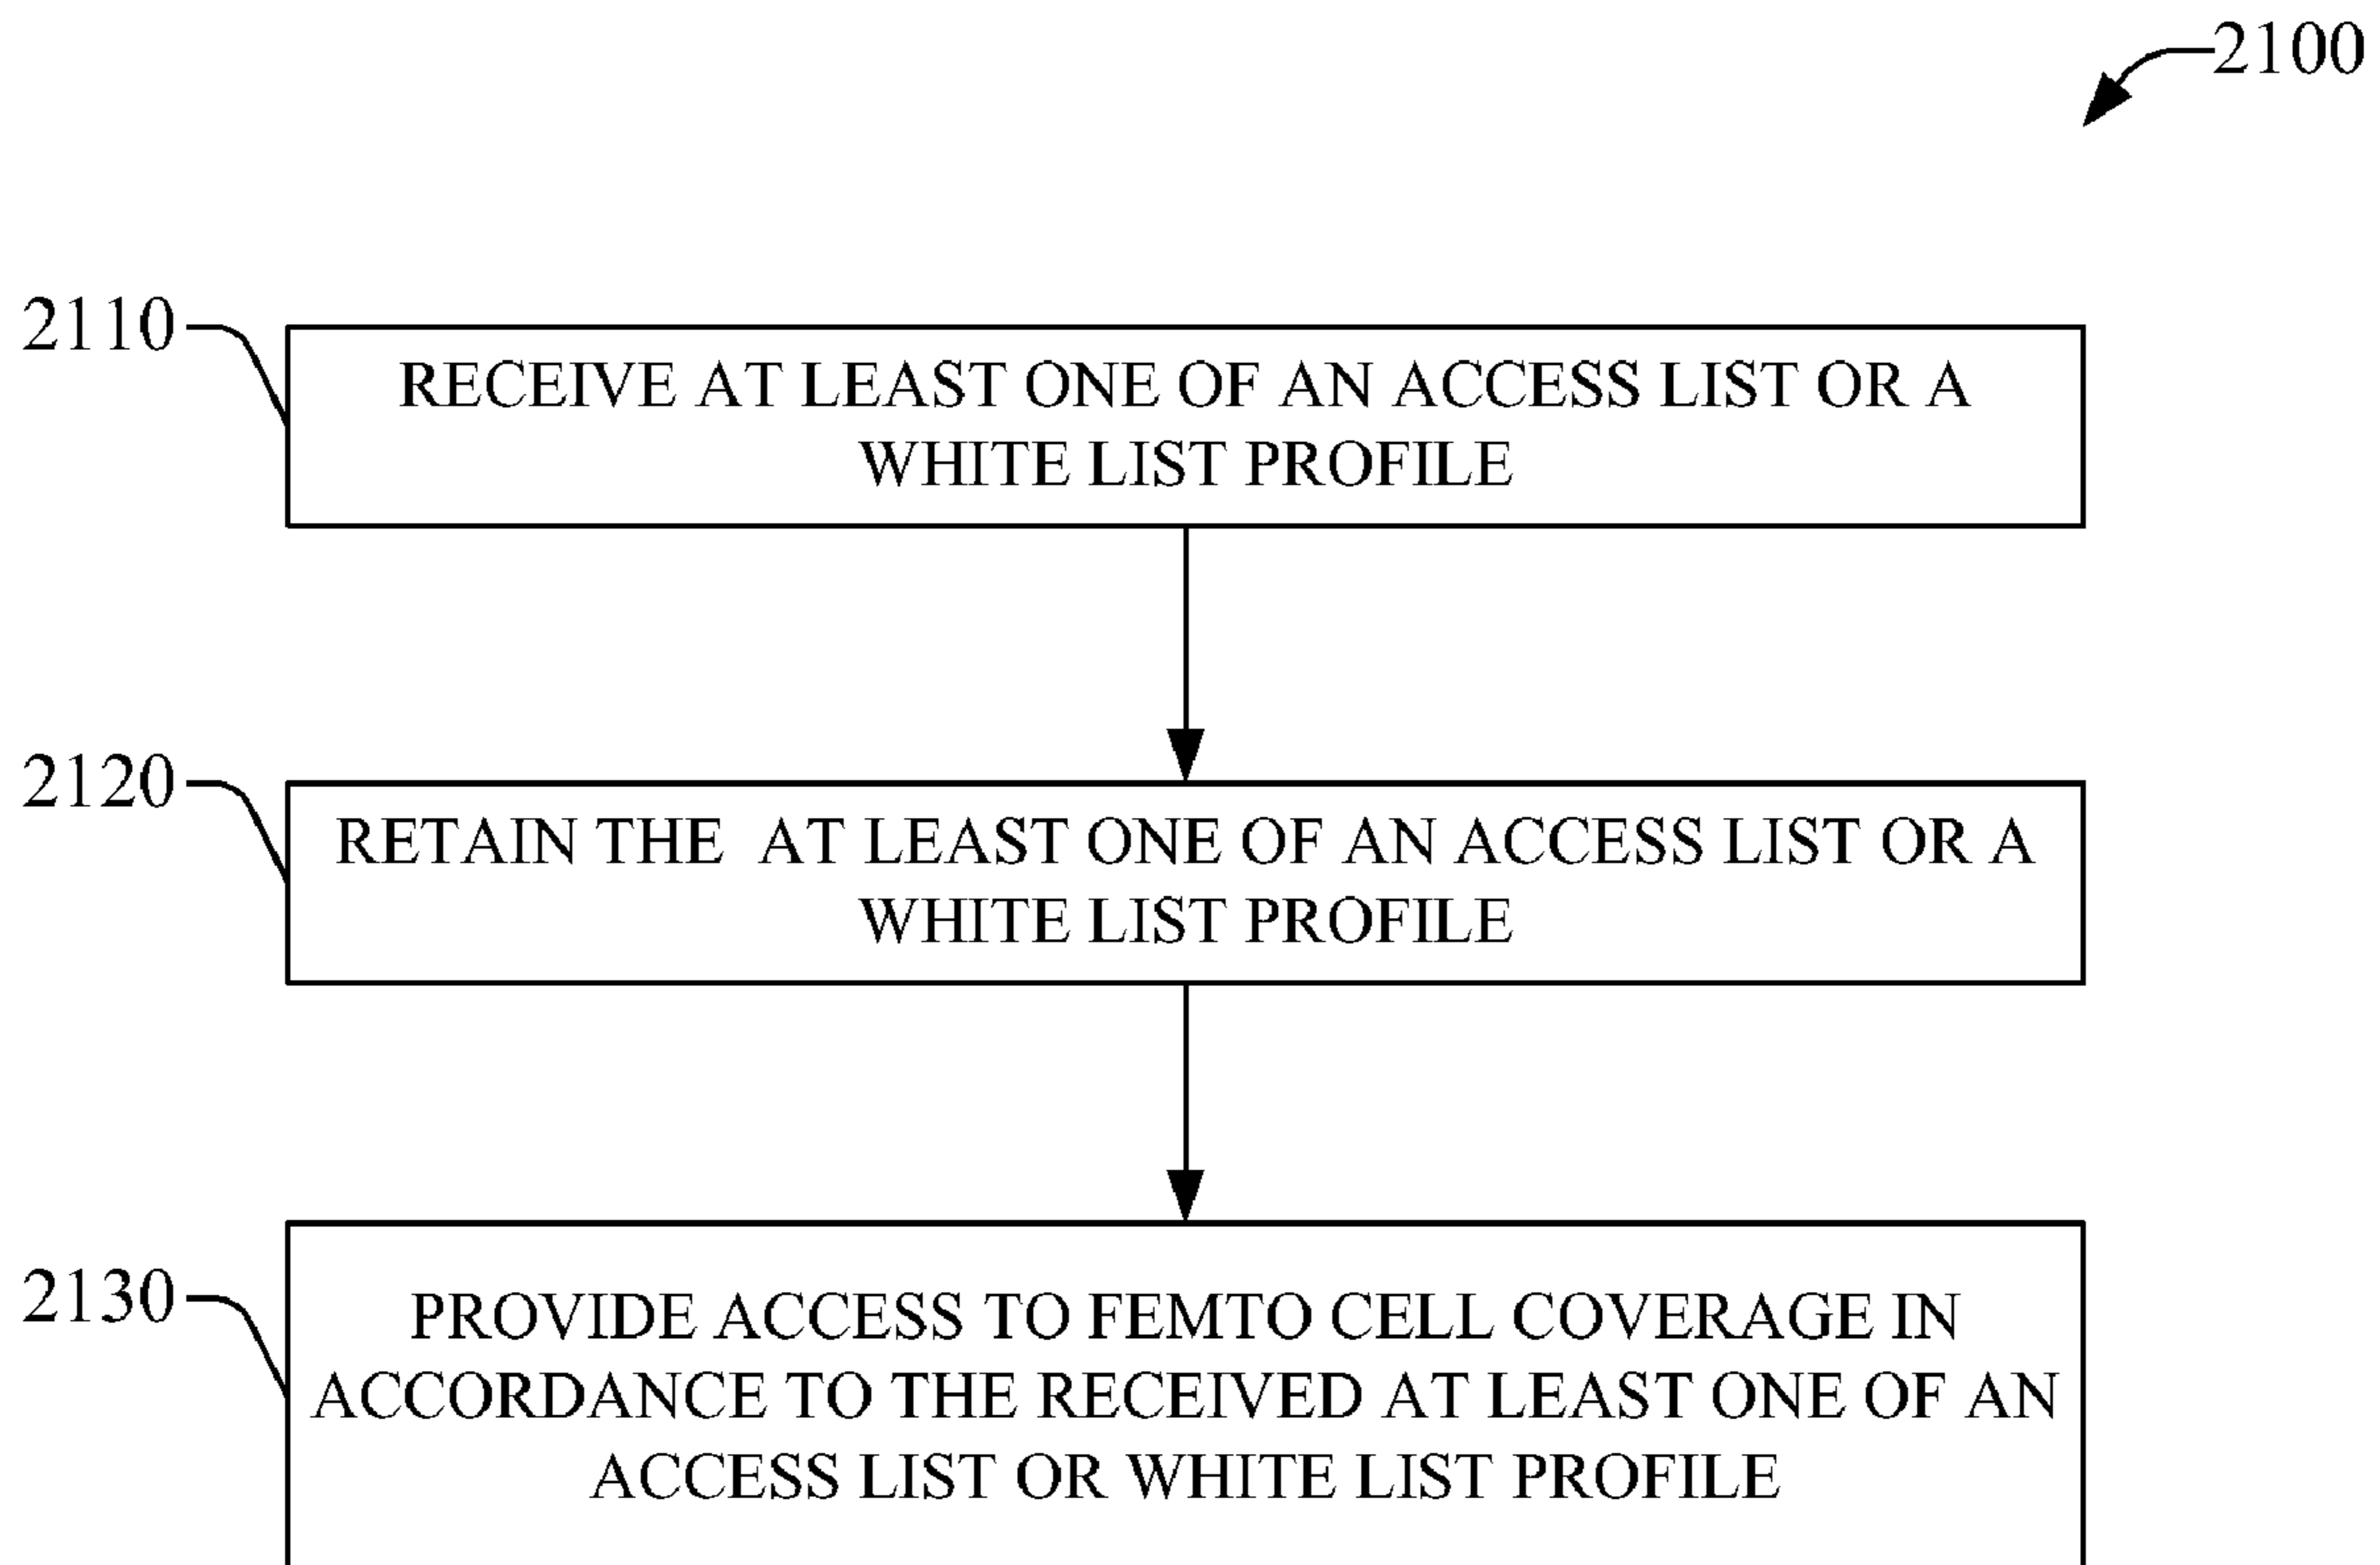 2100
2110
RECEIVE AT LEAST ONE OF AN ACCESS LIST OR A
WHITE LIST PROFILE
2120
RETAIN THE AT LEAST ONE OF AN ACCESS LIST OR A
WHITE LIST PROFILE
2130
PROVIDE ACCESS TO FEMTO CELL COVERAGE IN
ACCORDANCE TO THE RECEIVED AT LEAST ONE OF AN
ACCESS LIST OR WHITE LIST PROFILE